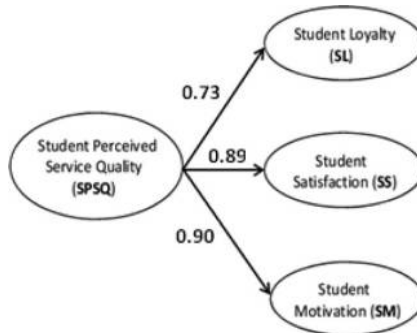 Student Loyalty
(SL)
0.73
Student Perceived
Service Quality
(SPSQ)
0.89
Student
Satisfaction (SS)
0.90
Student
Motivation (SM)